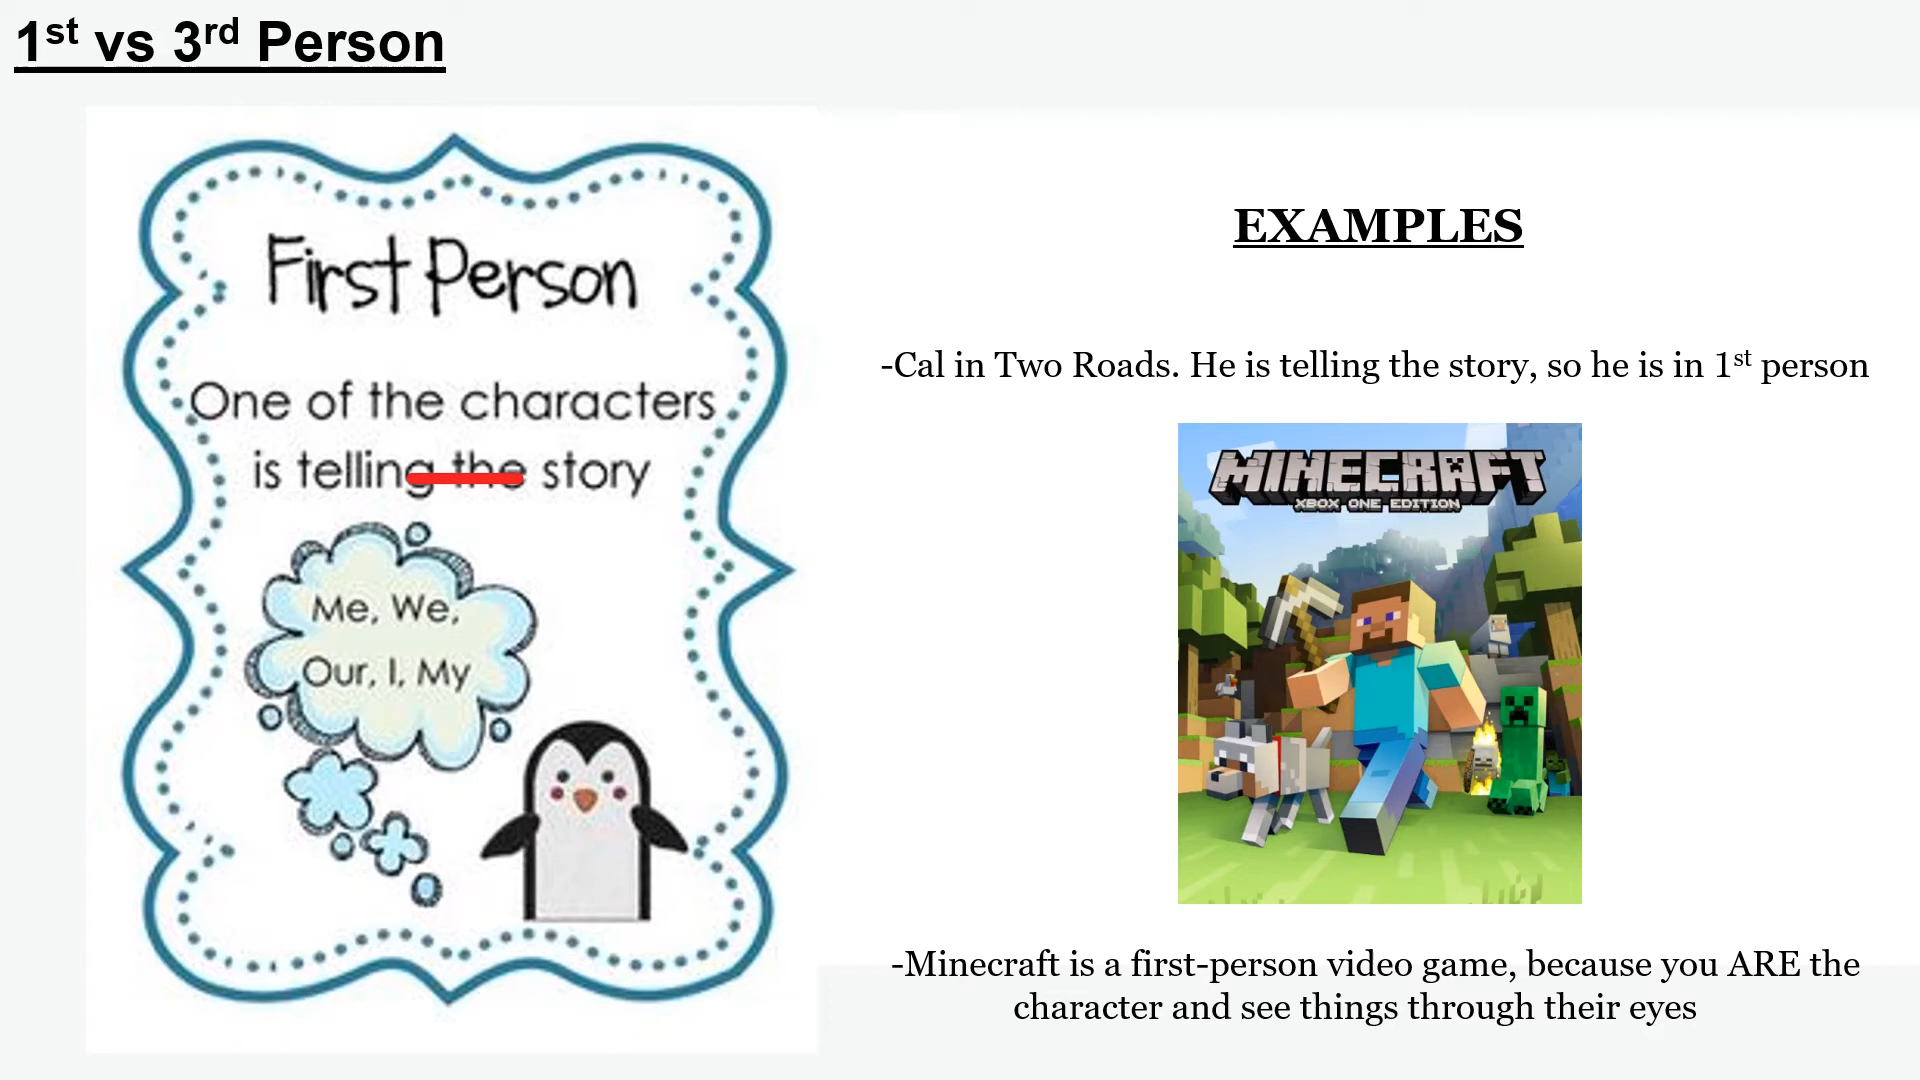 1st vs 3rd Person
First Person
One of the characters
is telling the story
Me, We,
Our, I, My
EXAMPLES
-Cal in Two Roads. He is telling the story, so he is in 1st person
MINECRAFT
XBOX ONE EDITION
-Minecraft is a first-person video game, because you ARE the
character and see things through their eyes